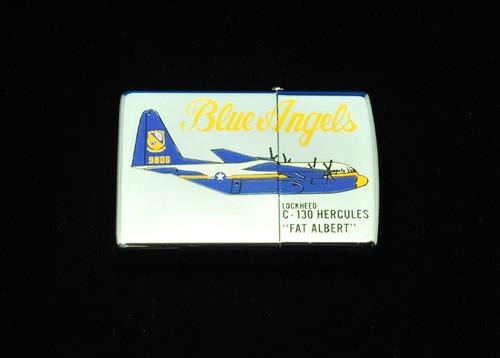 Blue Angels
9806
LOCKHEED
C-130 HERCULES
"FAT ALBERT"